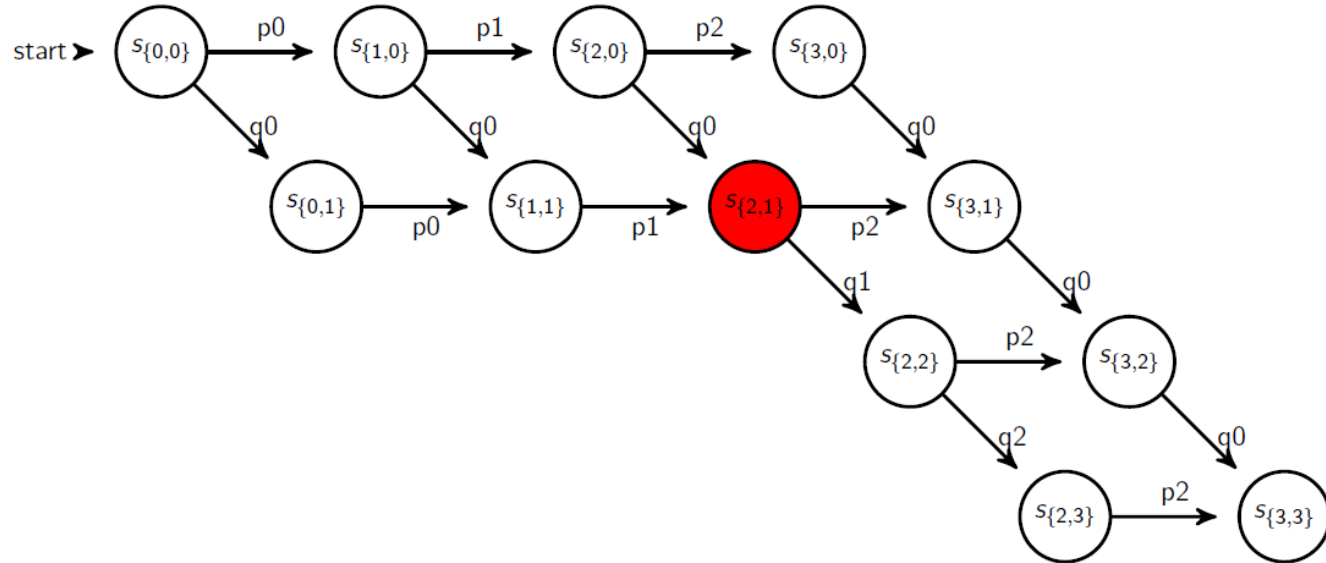 p0 p1 p2
start s{0,0} s{1,0} s{2,0} s{3,0}
q0 q0 q0 q0
s{0,1} s{1,1} s{2,1} s{3,1}
p0 p1 p2
q1 q0
p2
s{2,2} s{3,2}
q2 q0
p2
s{2,3} s{3,3}